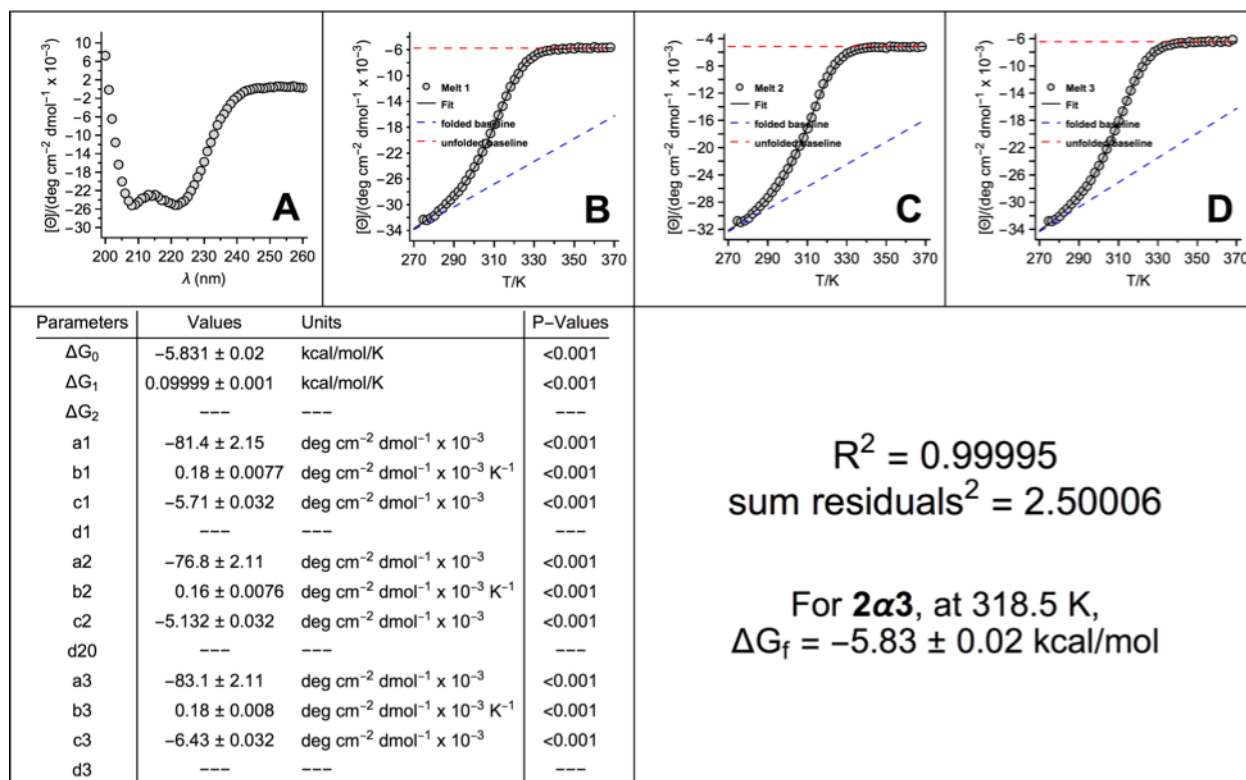 [Θ]/(deg cm⁻² dmol⁻¹ x 10⁻³)
10
6
2
−2
−6
−10
−14
−18
−22
−26
−30
A
200 210 220 230 240 250 260
λ (nm)
[Θ]/(deg cm⁻² dmol⁻¹ x 10⁻³)
−6
−10
−14
−18
−22
−26
−30
−34
Melt 1
Fit
folded baseline
unfolded baseline
B
270 290 310 330 350 370
T/K
[Θ]/(deg cm⁻² dmol⁻¹ x 10⁻³)
−4
−8
−12
−16
−20
−24
−28
−32
Melt 2
Fit
folded baseline
unfolded baseline
C
270 290 310 330 350 370
T/K
[Θ]/(deg cm⁻² dmol⁻¹ x 10⁻³)
−6
−10
−14
−18
−22
−26
−30
−34
Melt 3
Fit
folded baseline
unfolded baseline
D
270 290 310 330 350 370
T/K
Parameters Values Units P−Values
ΔG₀ −5.831 ± 0.02 kcal/mol/K <0.001
ΔG₁ 0.09999 ± 0.001 kcal/mol/K <0.001
ΔG₂ −−− −−− −−−
a1 −81.4 ± 2.15 deg cm⁻² dmol⁻¹ x 10⁻³ <0.001
b1 0.18 ± 0.0077 deg cm⁻² dmol⁻¹ x 10⁻³ K⁻¹ <0.001
c1 −5.71 ± 0.032 deg cm⁻² dmol⁻¹ x 10⁻³ <0.001
d1 −−− −−− −−−
a2 −76.8 ± 2.11 deg cm⁻² dmol⁻¹ x 10⁻³ <0.001
b2 0.16 ± 0.0076 deg cm⁻² dmol⁻¹ x 10⁻³ K⁻¹ <0.001
c2 −5.132 ± 0.032 deg cm⁻² dmol⁻¹ x 10⁻³ <0.001
d20 −−− −−− −−−
a3 −83.1 ± 2.11 deg cm⁻² dmol⁻¹ x 10⁻³ <0.001
b3 0.18 ± 0.008 deg cm⁻² dmol⁻¹ x 10⁻³ K⁻¹ <0.001
c3 −6.43 ± 0.032 deg cm⁻² dmol⁻¹ x 10⁻³ <0.001
d3 −−− −−− −−−
R² = 0.99995
sum residuals² = 2.50006
For 2α3, at 318.5 K,
ΔG_f = −5.83 ± 0.02 kcal/mol